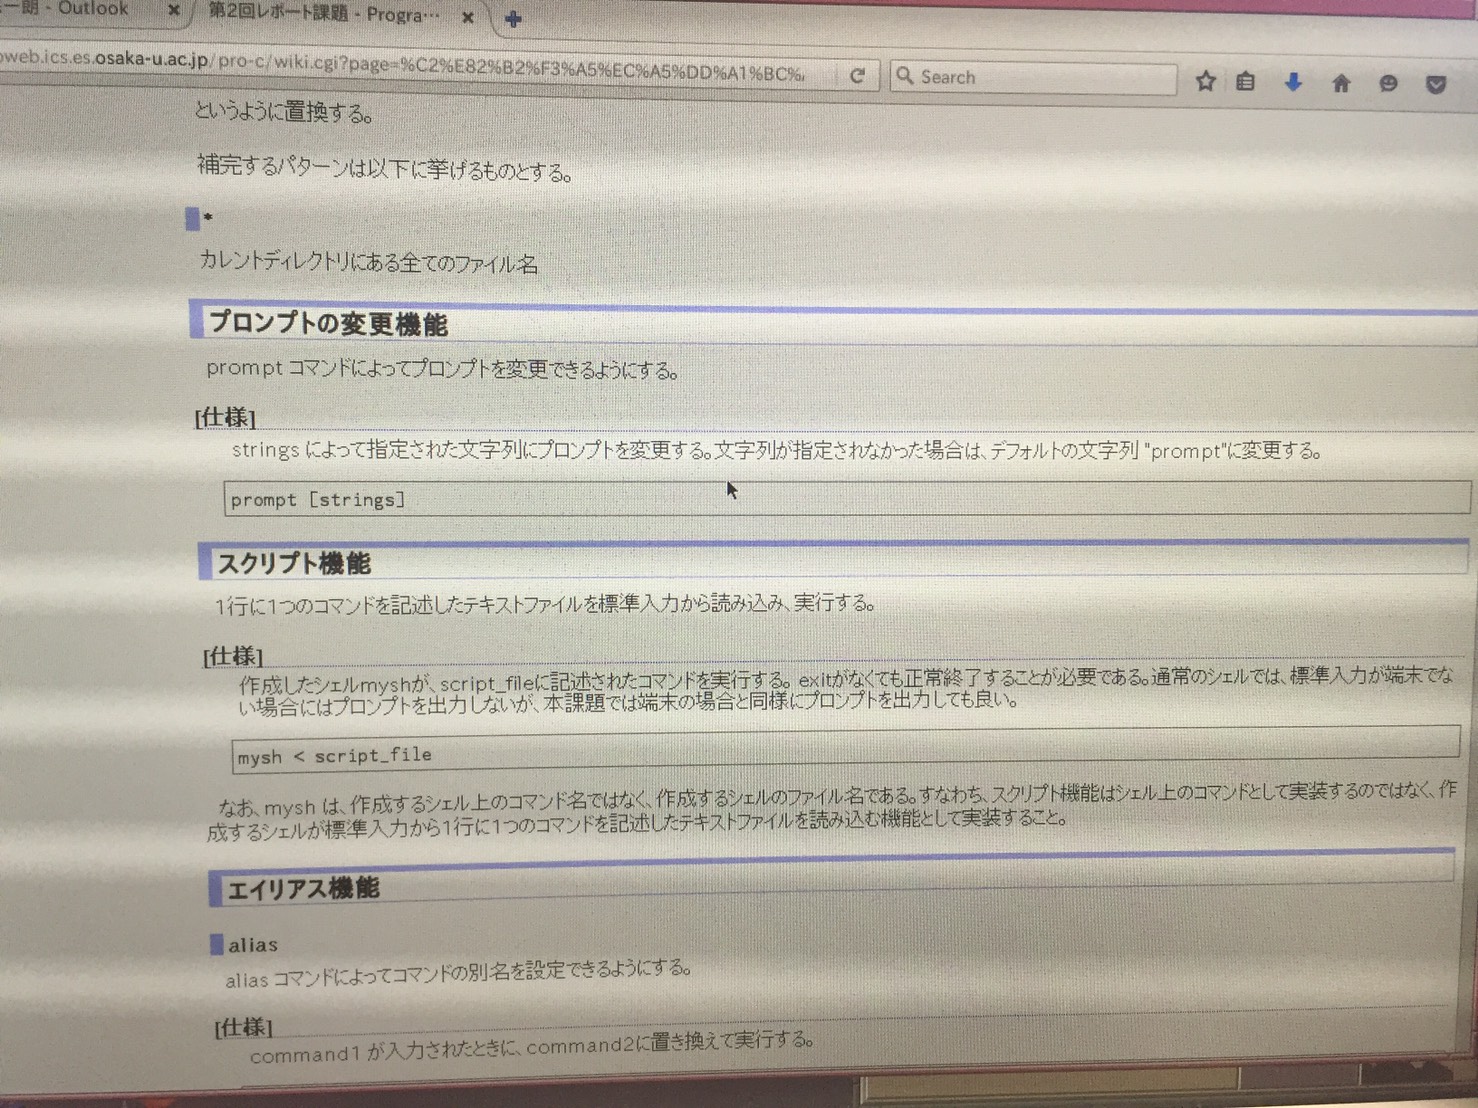 一朗 - Outlook ×
第2回レポート課題 - Progra… ×
web.ics.es.osaka-u.ac.jp/pro-c/wiki.cgi?page=%C2%E82%B2%F3%A5%EC%A5%DD%A1%BC%
Search
というように置換する。
補完するパターンは以下に挙げるものとする。
*
カレントディレクトリにある全てのファイル名
プロンプトの変更機能
prompt コマンドによってプロンプトを変更できるようにする。
[仕様]
strings によって指定された文字列にプロンプトを変更する。文字列が指定されなかった場合は、デフォルトの文字列 "prompt"に変更する。
prompt [strings]
スクリプト機能
1行に1つのコマンドを記述したテキストファイルを標準入力から読み込み、実行する。
[仕様]
作成したシェルmyshが、script_fileに記述されたコマンドを実行する。exitがなくても正常終了することが必要である。通常のシェルでは、標準入力が端末でな
い場合にはプロンプトを出力しないが、本課題では端末の場合と同様にプロンプトを出力しても良い。
mysh < script_file
なお、mysh は、作成するシェル上のコマンド名ではなく、作成するシェルのファイル名である。すなわち、スクリプト機能はシェル上のコマンドとして実装するのではなく、作
成するシェルが標準入力から1行に1つのコマンドを記述したテキストファイルを読み込む機能として実装すること。
エイリアス機能
alias
alias コマンドによってコマンドの別名を設定できるようにする。
[仕様]
command1 が入力されたときに、command2に置き換えて実行する。